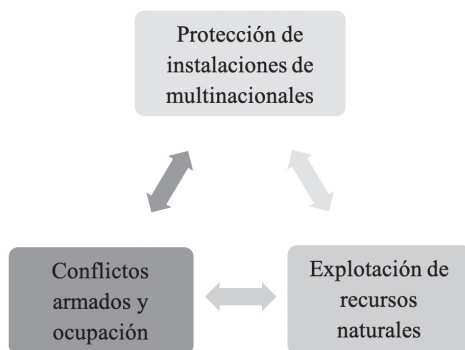 Protección de
instalaciones de
multinacionales
Conflictos
armados y
ocupación
Explotación de
recursos
naturales